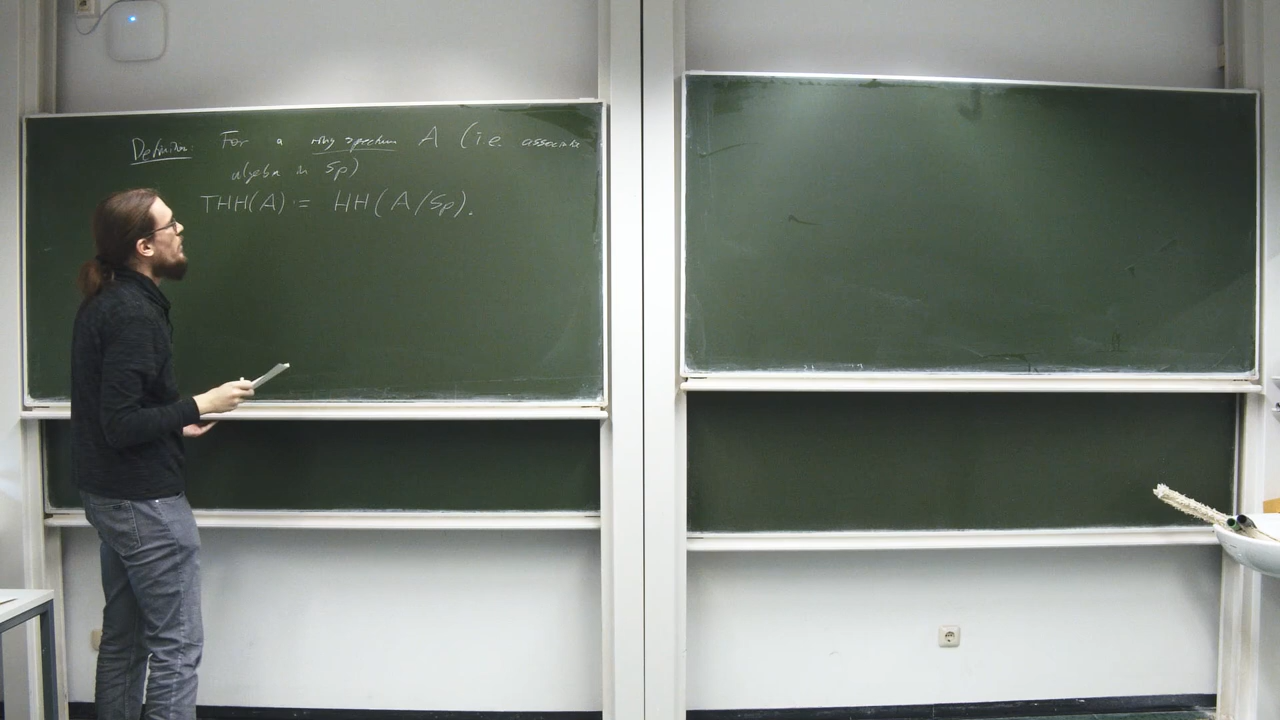 Definition: For a ring spectrum A (i.e. associative
algebra in Sp)
THH(A) := HH(A/Sp).